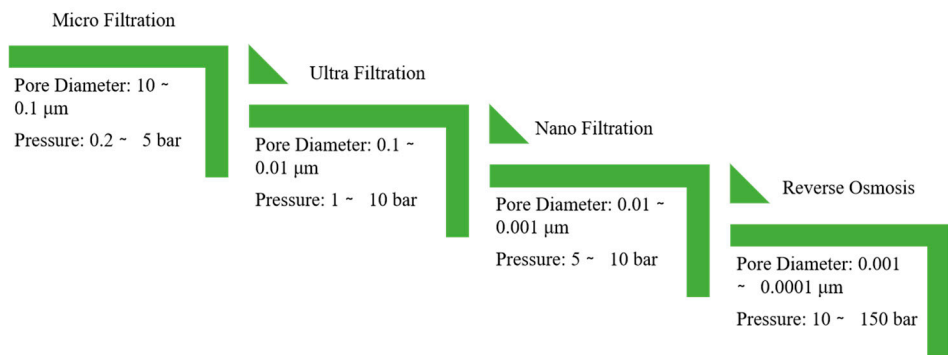 Micro Filtration
Pore Diameter: 10 ~
0.1 μm
Pressure: 0.2 ~ 5 bar
Ultra Filtration
Pore Diameter: 0.1 ~
0.01 μm
Pressure: 1 ~ 10 bar
Nano Filtration
Pore Diameter: 0.01 ~
0.001 μm
Pressure: 5 ~ 10 bar
Reverse Osmosis
Pore Diameter: 0.001
~ 0.0001 μm
Pressure: 10 ~ 150 bar